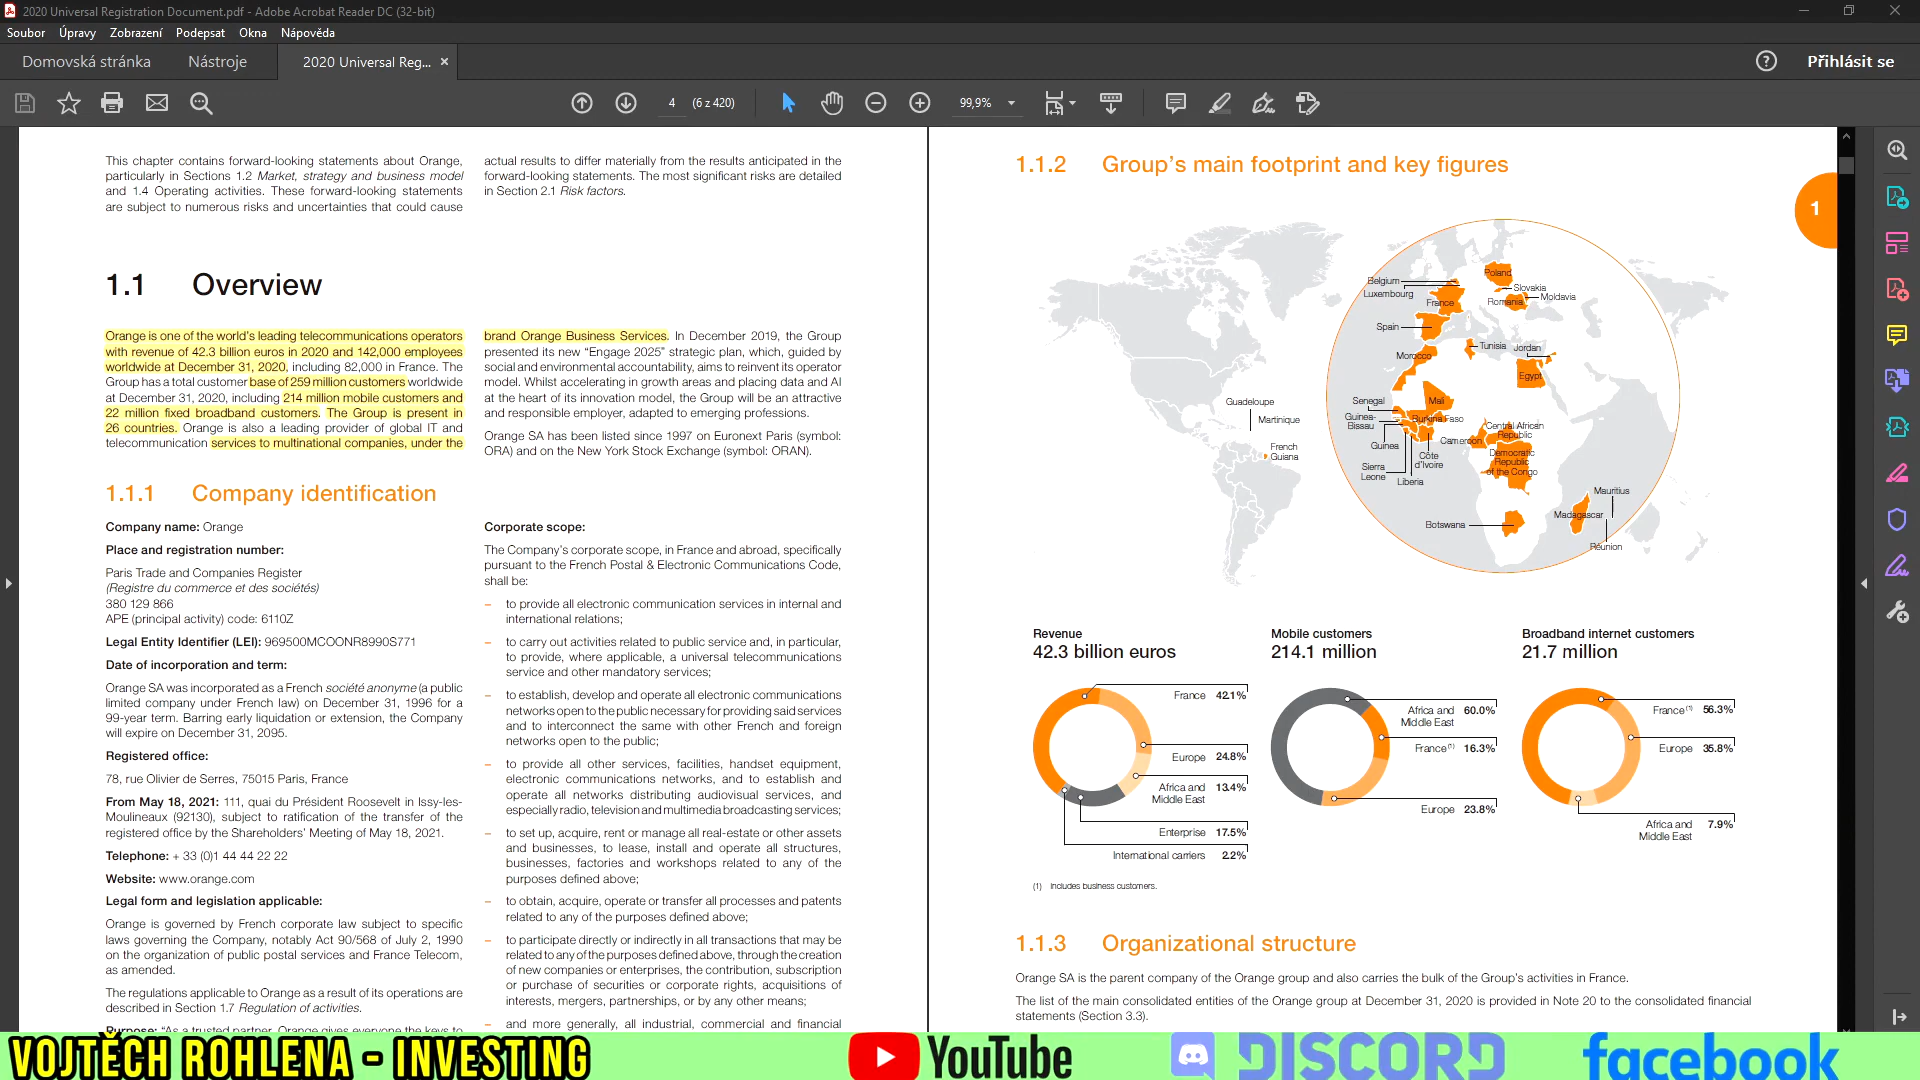 2020 Universal Registration Document.pdf - Adobe Acrobat Reader DC (32-bit)
Soubor Úpravy Zobrazení Podepsat Okna Nápověda
Domovská stránka Nástroje 2020 Universal Reg... × Přihlásit se
4 (6 z 420) 99,9%
This chapter contains forward-looking statements about Orange,
particularly in Sections 1.2 Market, strategy and business model
and 1.4 Operating activities. These forward-looking statements
are subject to numerous risks and uncertainties that could cause
actual results to differ materially from the results anticipated in the
forward-looking statements. The most significant risks are detailed
in Section 2.1 Risk factors.
1.1 Overview
Orange is one of the world's leading telecommunications operators
with revenue of 42.3 billion euros in 2020 and 142,000 employees
worldwide at December 31, 2020, including 82,000 in France. The
Group has a total customer base of 259 million customers worldwide
at December 31, 2020, including 214 million mobile customers and
22 million fixed broadband customers. The Group is present in
26 countries. Orange is also a leading provider of global IT and
telecommunication services to multinational companies, under the
brand Orange Business Services. In December 2019, the Group
presented its new “Engage 2025” strategic plan, which, guided by
social and environmental accountability, aims to reinvent its operator
model. Whilst accelerating in growth areas and placing data and AI
at the heart of its innovation model, the Group will be an attractive
and responsible employer, adapted to emerging professions.
Orange SA has been listed since 1997 on Euronext Paris (symbol:
ORA) and on the New York Stock Exchange (symbol: ORAN).
1.1.1 Company identification
Company name: Orange
Place and registration number:
Paris Trade and Companies Register
(Registre du commerce et des sociétés)
380 129 866
APE (principal activity) code: 6110Z
Legal Entity Identifier (LEI): 969500MCOONR8990S771
Date of incorporation and term:
Orange SA was incorporated as a French société anonyme (a public
limited company under French law) on December 31, 1996 for a
99-year term. Barring early liquidation or extension, the Company
will expire on December 31, 2095.
Registered office:
78, rue Olivier de Serres, 75015 Paris, France
From May 18, 2021: 111, quai du Président Roosevelt in Issy-les-
Moulineaux (92130), subject to ratification of the transfer of the
registered office by the Shareholders' Meeting of May 18, 2021.
Telephone: + 33 (0)1 44 44 22 22
Website: www.orange.com
Legal form and legislation applicable:
Orange is governed by French corporate law subject to specific
laws governing the Company, notably Act 90/568 of July 2, 1990
on the organization of public postal services and France Telecom,
as amended.
The regulations applicable to Orange as a result of its operations are
described in Section 1.7 Regulation of activities.
Purpose: “As a trusted partner, Orange gives everyone the keys to
Corporate scope:
The Company's corporate scope, in France and abroad, specifically
pursuant to the French Postal & Electronic Communications Code,
shall be:
– to provide all electronic communication services in internal and
international relations;
– to carry out activities related to public service and, in particular,
to provide, where applicable, a universal telecommunications
service and other mandatory services;
– to establish, develop and operate all electronic communications
networks open to the public necessary for providing said services
and to interconnect the same with other French and foreign
networks open to the public;
– to provide all other services, facilities, handset equipment,
electronic communications networks, and to establish and
operate all networks distributing audiovisual services, and
especially radio, television and multimedia broadcasting services;
– to set up, acquire, rent or manage all real-estate or other assets
and businesses, to lease, install and operate all structures,
businesses, factories and workshops related to any of the
purposes defined above;
– to obtain, acquire, operate or transfer all processes and patents
related to any of the purposes defined above;
– to participate directly or indirectly in all transactions that may be
related to any of the purposes defined above, through the creation
of new companies or enterprises, the contribution, subscription
or purchase of securities or corporate rights, acquisitions of
interests, mergers, partnerships, or by any other means;
– and more generally, all industrial, commercial and financial
1.1.2 Group's main footprint and key figures
1
Belgium
Luxembourg
Poland
Slovakia
Moldavia
Romania
France
Spain
Morocco
Tunisia
Jordan
Egypt
Guadeloupe
Martinique
French
Guiana
Senegal
Guinea-
Bissau
Guinea
Sierra
Leone
Liberia
Mali
Burkina Faso
Côte
d'Ivoire
Cameroon
Central African
Republic
Democratic
Republic
of the Congo
Botswana
Mauritius
Madagascar
Réunion
Revenue
42.3 billion euros
France 42.1%
Europe 24.8%
Africa and
Middle East 13.4%
Enterprise 17.5%
International carriers 2.2%
Mobile customers
214.1 million
Africa and
Middle East 60.0%
France(1) 16.3%
Europe 23.8%
Broadband internet customers
21.7 million
France(1) 56.3%
Europe 35.8%
Africa and
Middle East 7.9%
(1) Includes business customers.
1.1.3 Organizational structure
Orange SA is the parent company of the Orange group and also carries the bulk of the Group's activities in France.
The list of the main consolidated entities of the Orange group at December 31, 2020 is provided in Note 20 to the consolidated financial
statements (Section 3.3).
VOJTĚCH ROHLENA - INVESTING YouTube DISCORD facebook